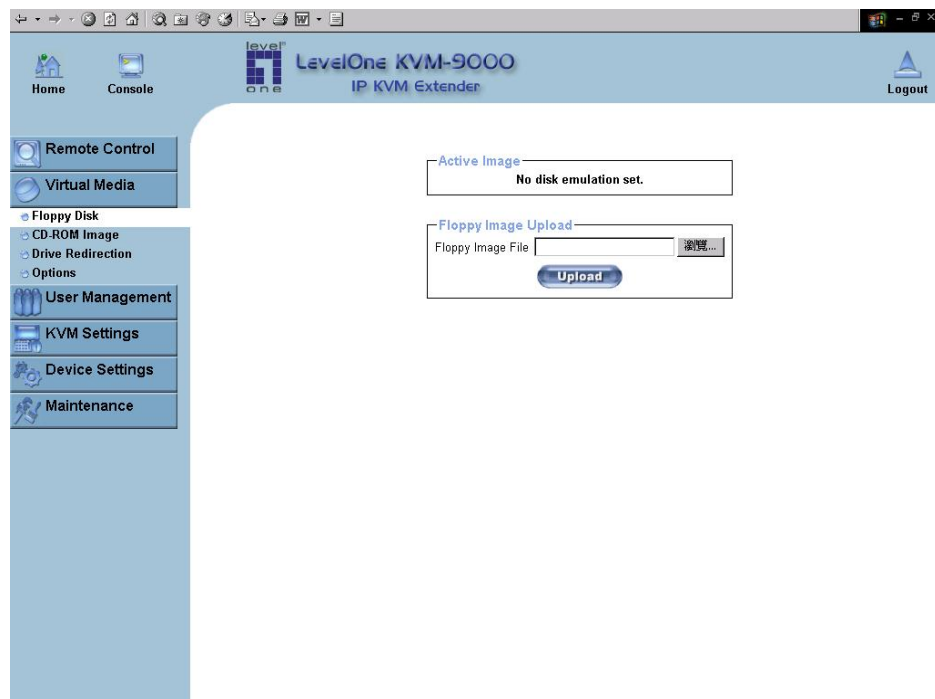 level
one
LevelOne KVM-9000
IP KVM Extender
Home
Console
Logout
Remote Control
Virtual Media
Floppy Disk
CD-ROM Image
Drive Redirection
Options
User Management
KVM Settings
Device Settings
Maintenance
Active Image
No disk emulation set.
Floppy Image Upload
Floppy Image File
瀏覽...
Upload